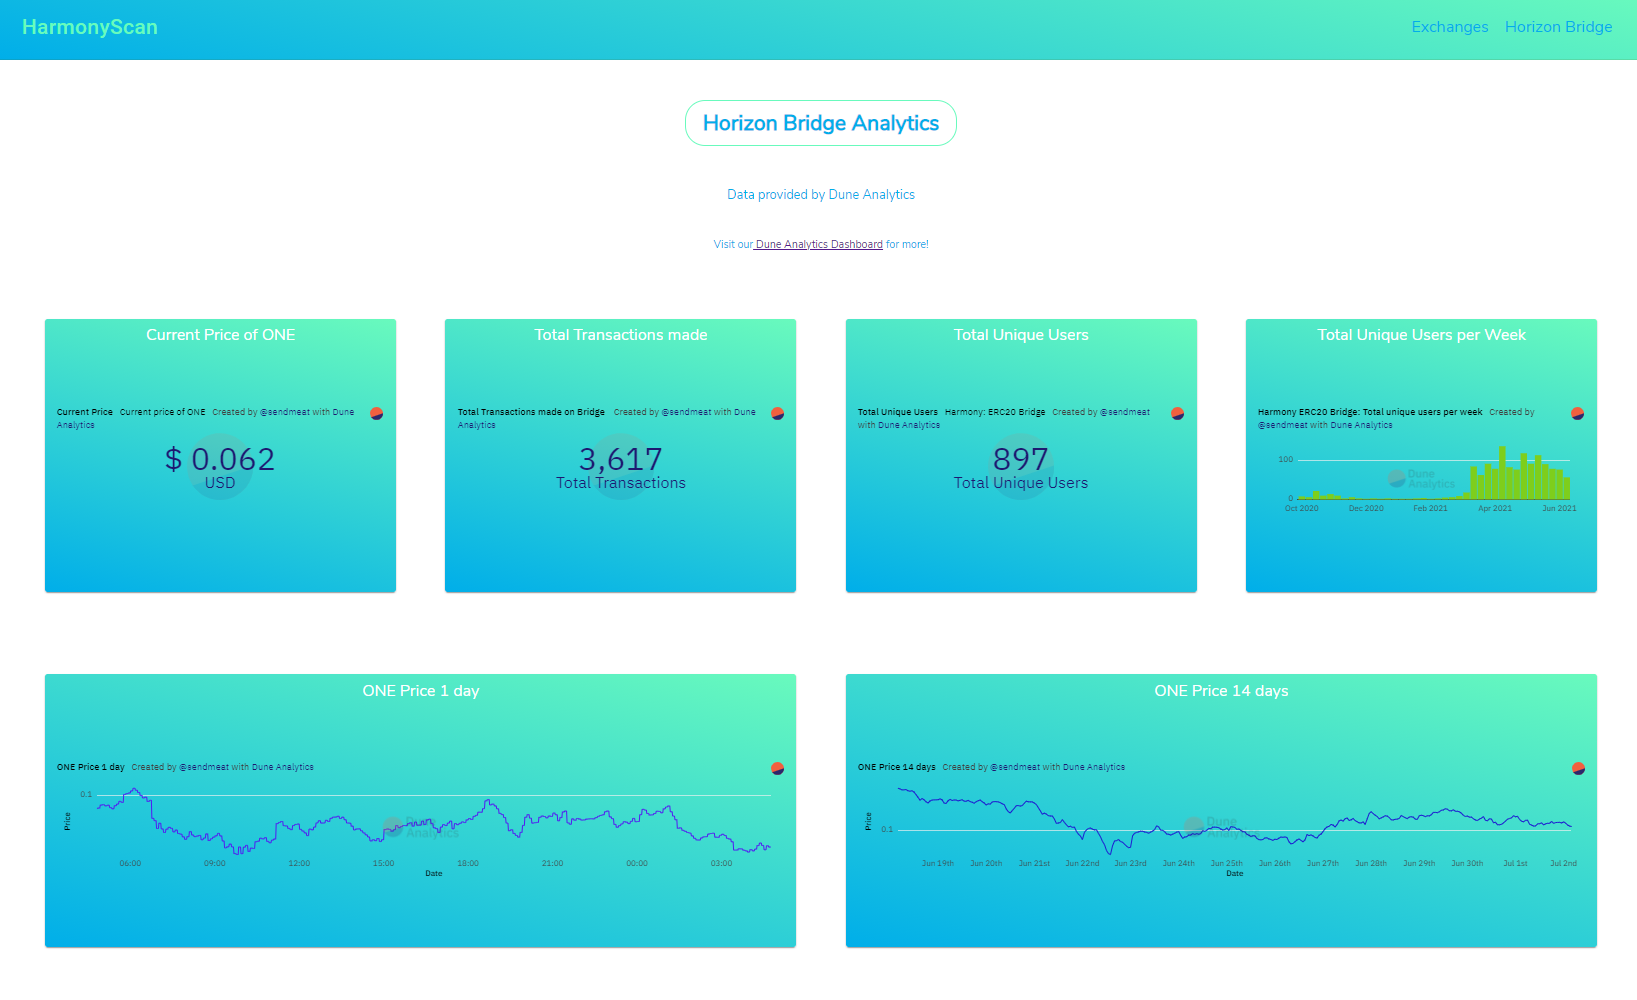 HarmonyScan
Exchanges Horizon Bridge
Horizon Bridge Analytics
Data provided by Dune Analytics
Visit our Dune Analytics Dashboard for more!
Current Price of ONE
Current Price Current price of ONE Created by @sendmeat with Dune
Analytics
$ 0.062
USD
Total Transactions made
Total Transactions made on Bridge Created by @sendmeat with Dune
Analytics
3,617
Total Transactions
Total Unique Users
Total Unique Users Harmony: ERC20 Bridge Created by @sendmeat
with Dune Analytics
897
Total Unique Users
Total Unique Users per Week
Harmony ERC20 Bridge: Total unique users per week Created by
@sendmeat with Dune Analytics
100
Dune
Analytics
0
Oct 2020 Dec 2020 Feb 2021 Apr 2021 Jun 2021
ONE Price 1 day
ONE Price 1 day Created by @sendmeat with Dune Analytics
0.1
Price
Dune
Analytics
06:00 09:00 12:00 15:00 18:00 21:00 00:00 03:00
Date
ONE Price 14 days
ONE Price 14 days Created by @sendmeat with Dune Analytics
Price
0.1
Dune
Analytics
Jun 19th Jun 20th Jun 21st Jun 22nd Jun 23rd Jun 24th Jun 25th Jun 26th Jun 27th Jun 28th Jun 29th Jun 30th Jul 1st Jul 2nd
Date